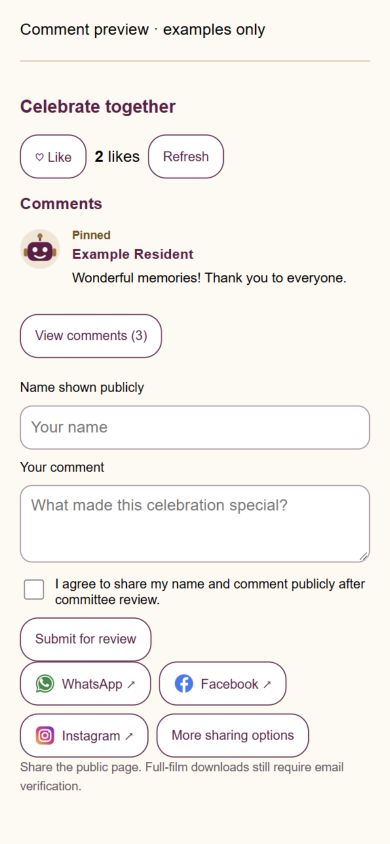 Comment preview · examples only
Celebrate together
♡ Like 2 likes Refresh
Comments
Pinned
Example Resident
Wonderful memories! Thank you to everyone.
View comments (3)
Name shown publicly
Your name
Your comment
What made this celebration special?
I agree to share my name and comment publicly after
committee review.
Submit for review
WhatsApp ↗ Facebook ↗
Instagram ↗ More sharing options
Share the public page. Full-film downloads still require email
verification.